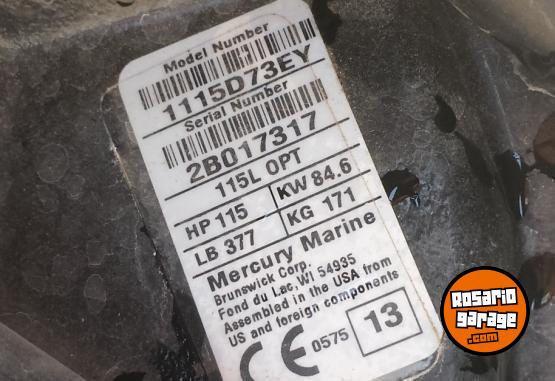 Model Number
1115D73EY
Serial Number
2B017317
115L OPT
HP 115 KW 84.6
LB 377 KG 171
Mercury Marine
Brunswick Corp.
Fond du Lac, WI 54935
Assembled in the USA from
US and foreign components
CE 0575 13
ROSARIO
garage
.com